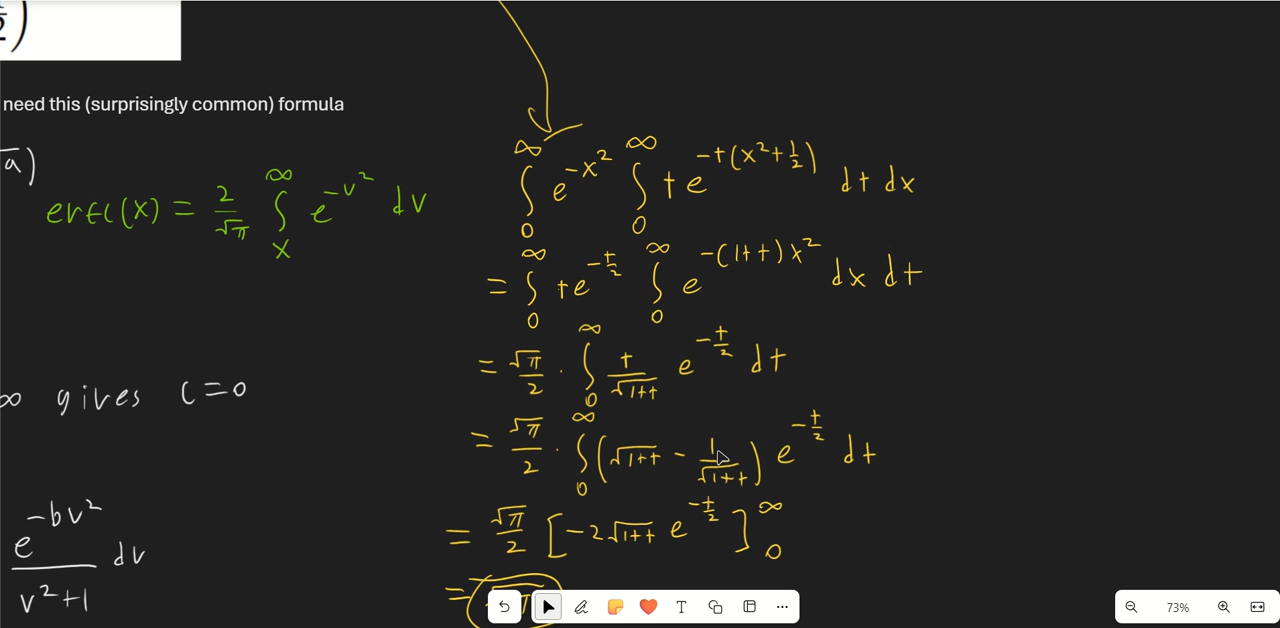 need this (surprisingly common) formula
erfc(x) = 2/√π ∫_x^∞ e^{-v²} dv
∞ gives C=0
e^{-bv²}/(v²+1) dv
∫_0^∞ e^{-x²} ∫_0^∞ t e^{-t(x²+1/2)} dt dx
= ∫_0^∞ t e^{-t/2} ∫_0^∞ e^{-(1+t)x²} dx dt
= √π/2 · ∫_0^∞ t/√(1+t) e^{-t/2} dt
= √π/2 · ∫_0^∞ (√(1+t) - 1/√(1+t)) e^{-t/2} dt
= √π/2 [-2√(1+t) e^{-t/2}]_0^∞
=
73%